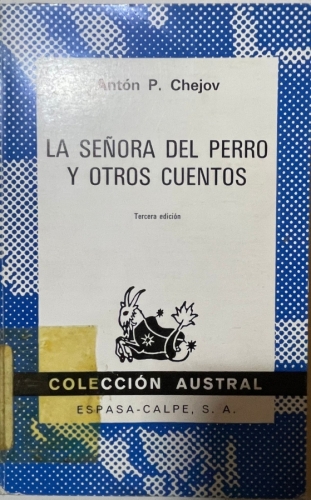 Antón P. Chejov
LA SEÑORA DEL PERRO
Y OTROS CUENTOS
Tercera edición
COLECCIÓN AUSTRAL
ESPASA-CALPE, S. A.